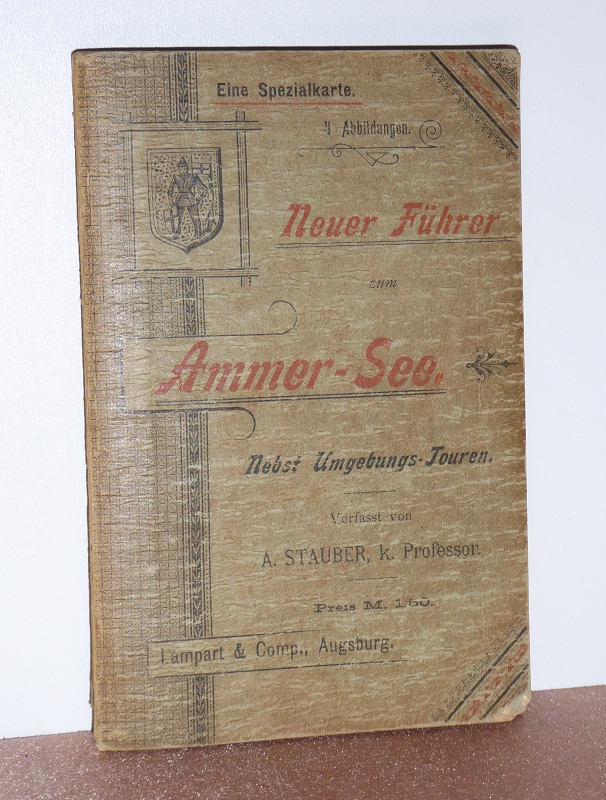 Eine Spezialkarte.
4 Abbildungen.
Neuer Führer
zum
Ammer-See.
Nebst Umgebungs-Touren.
Verfasst von
A. STAUBER, k. Professor.
Preis M. 1.50.
Lampart & Comp., Augsburg.